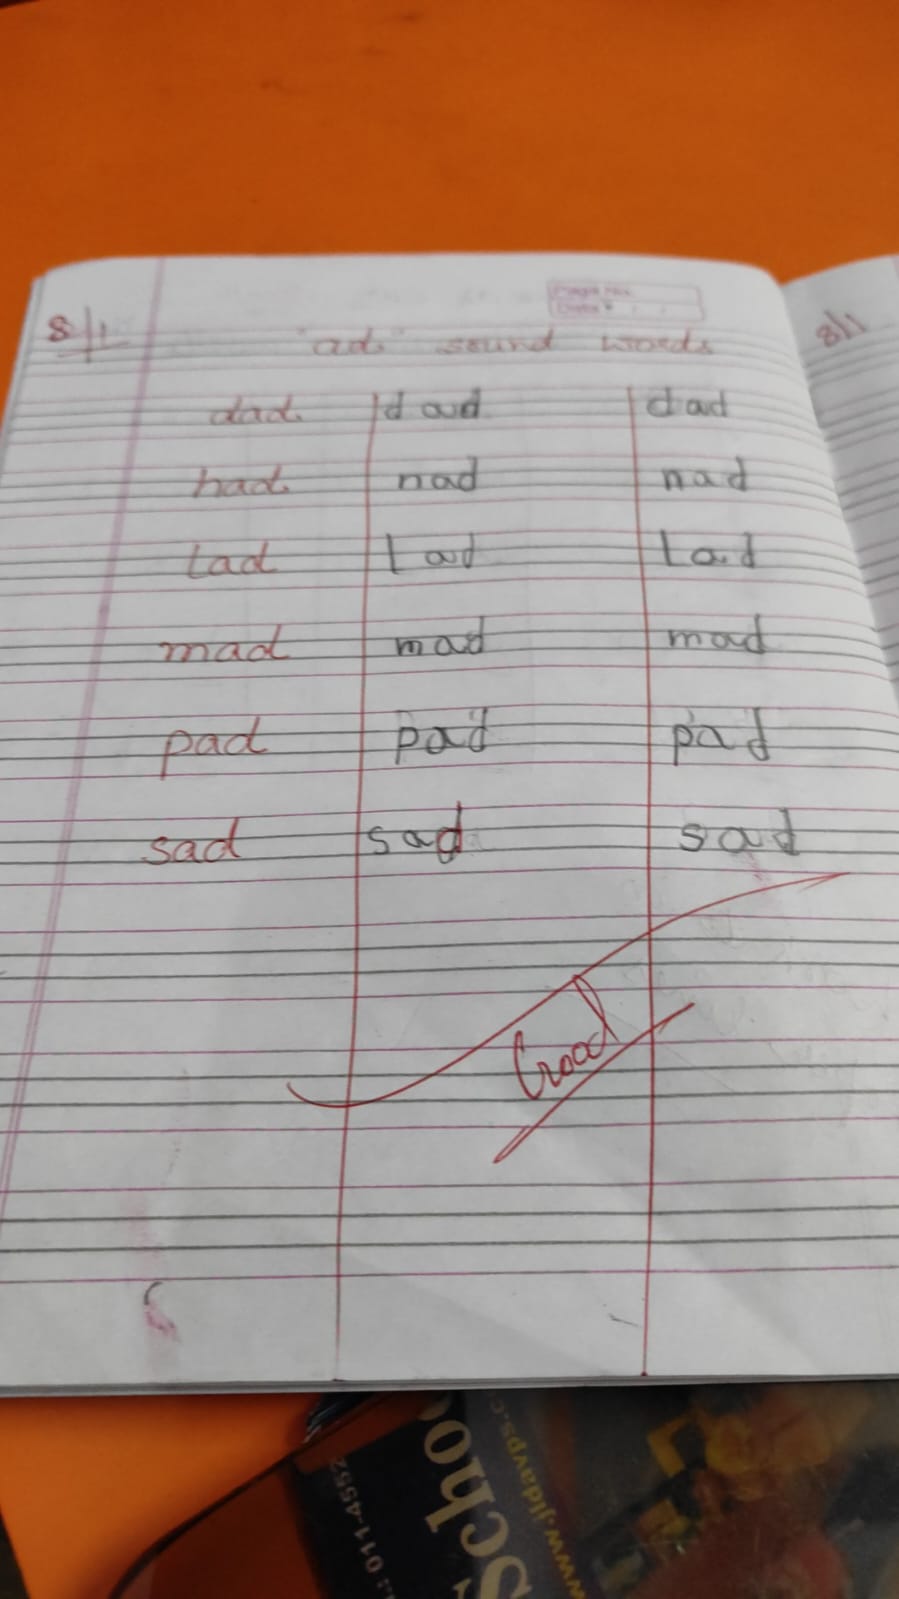 8/1
Page No.
Date
8/1
"ad" sound words
dad dad dad
had nad nad
Lad Lad Lad
mad mad mad
pad pad pad
sad sad sad
Good
Scho
www.jldavps.c
: 011-4552